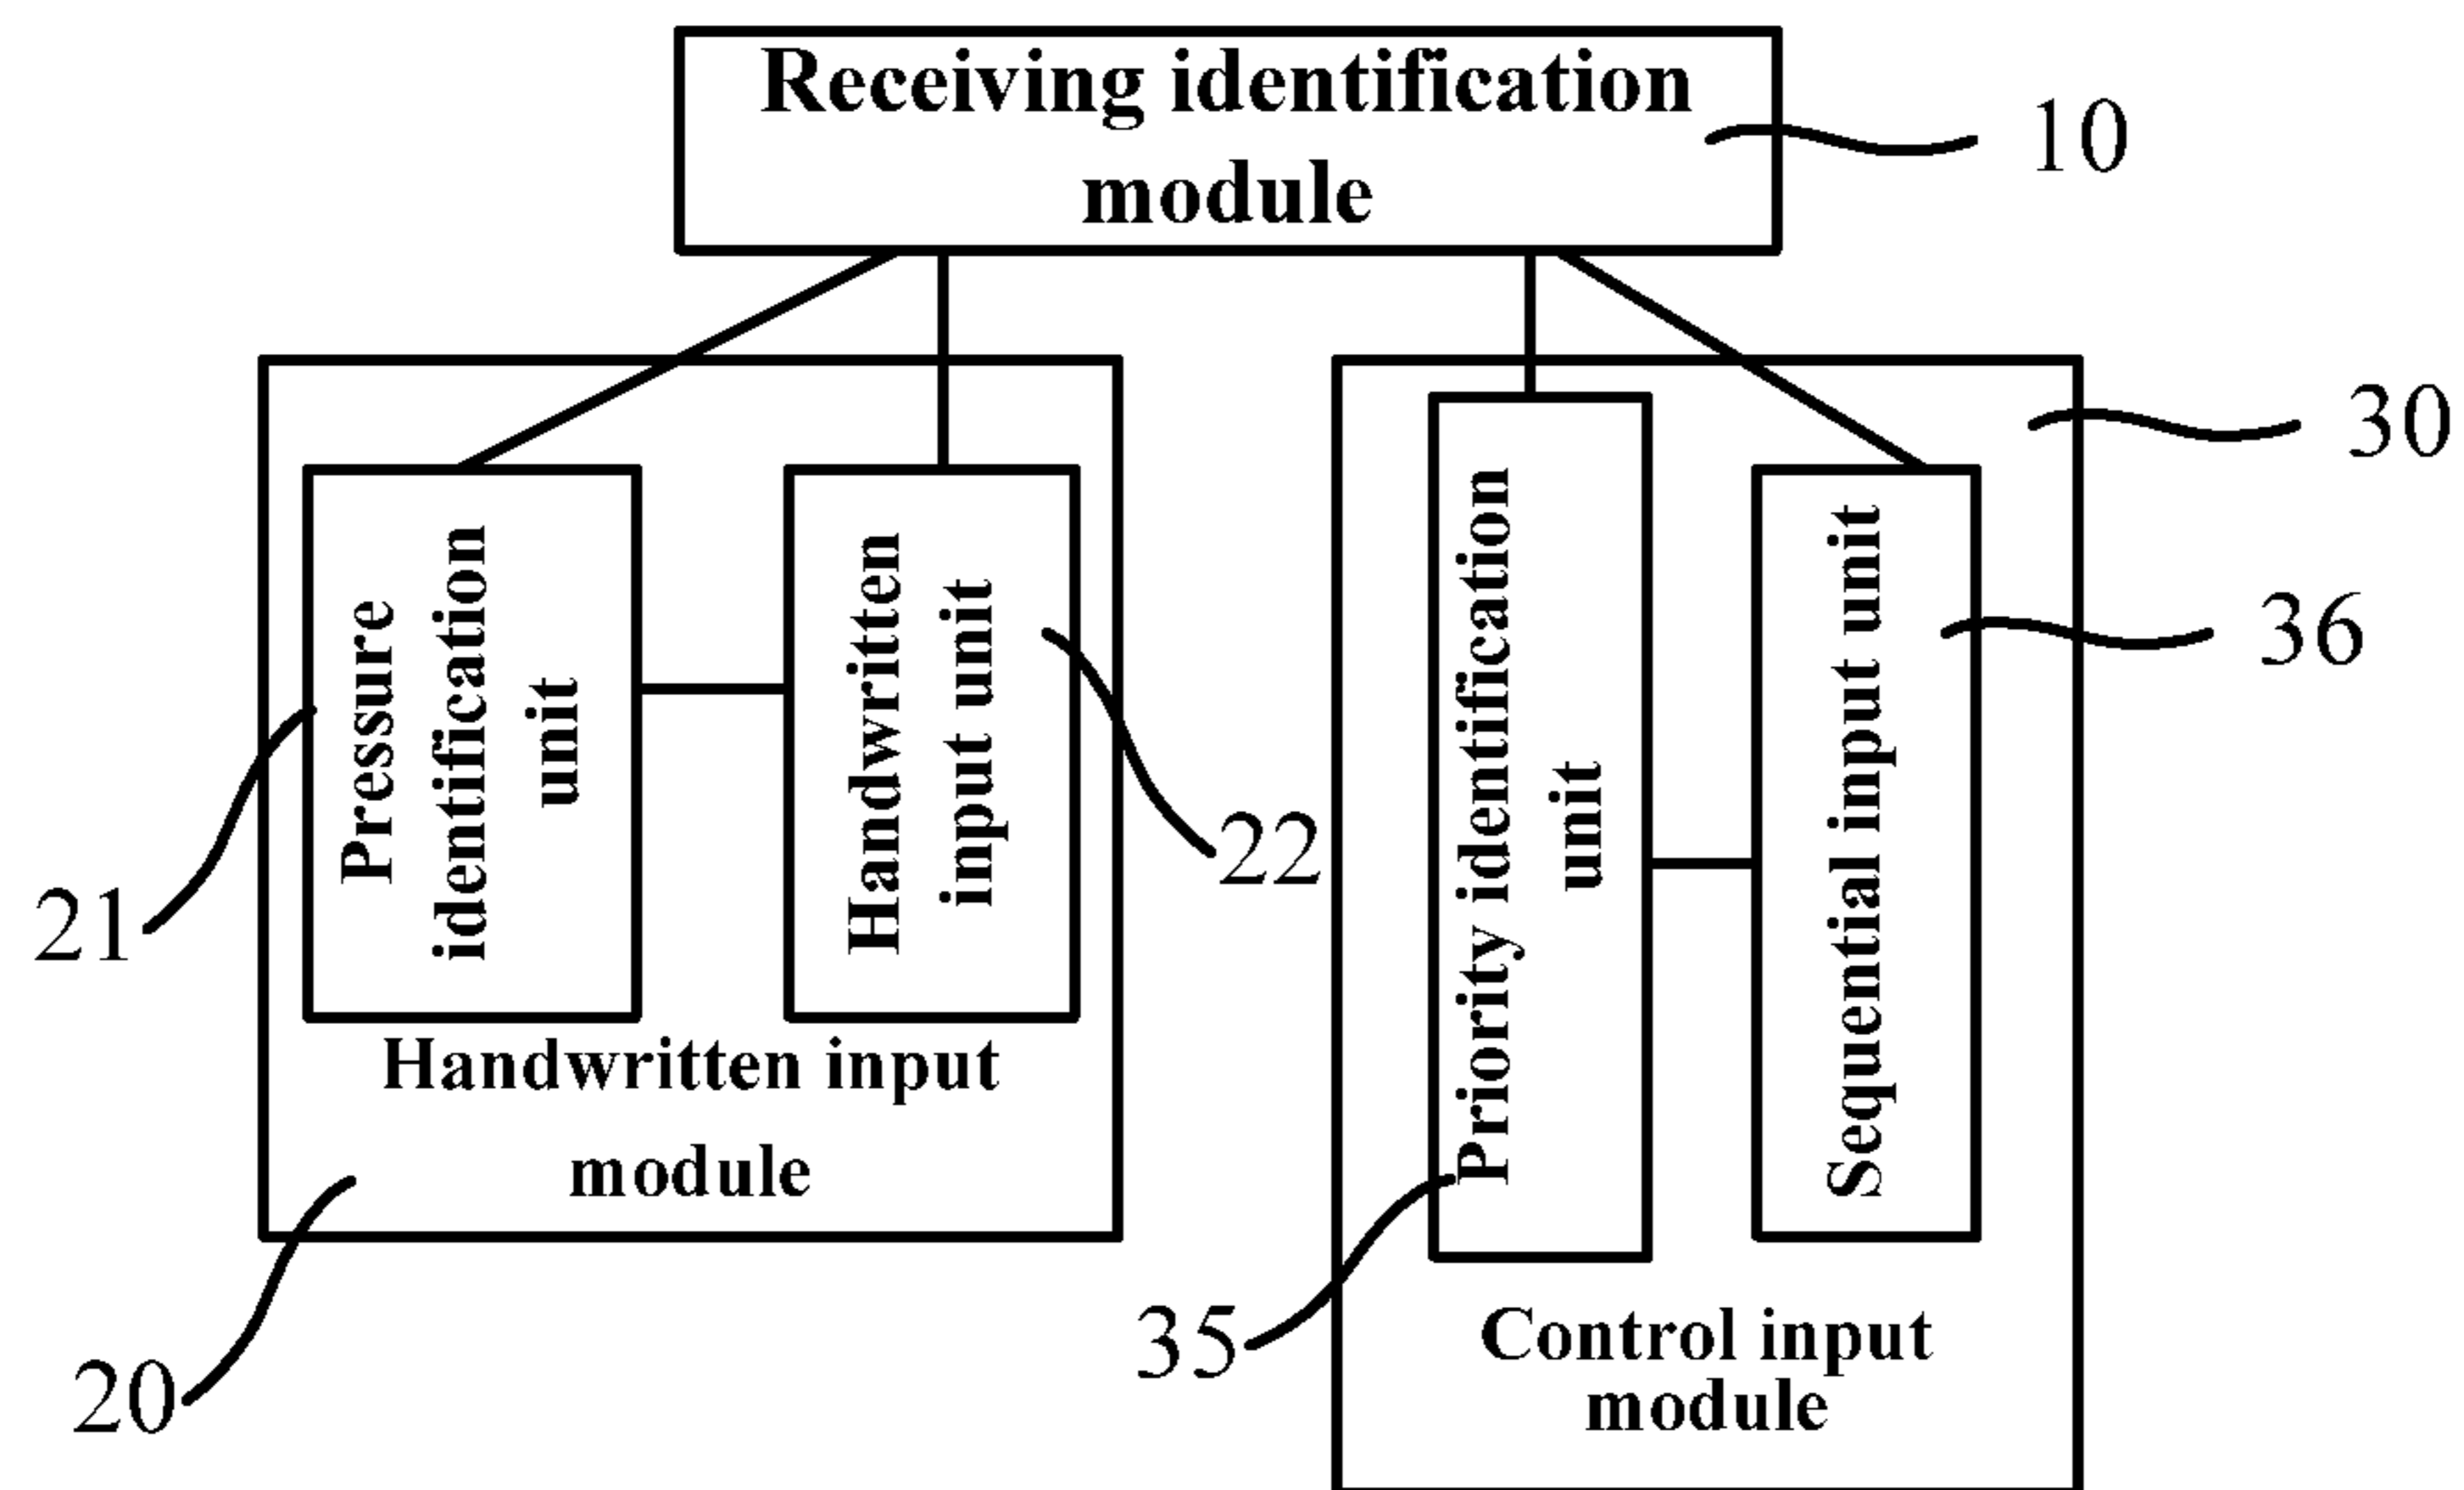 Receiving identification
module
10
30
Pressure
identification
unit
21
Handwritten
input unit
22
Handwritten input
module
20
Priority identification
unit
35
Sequential input unit
36
Control input
module